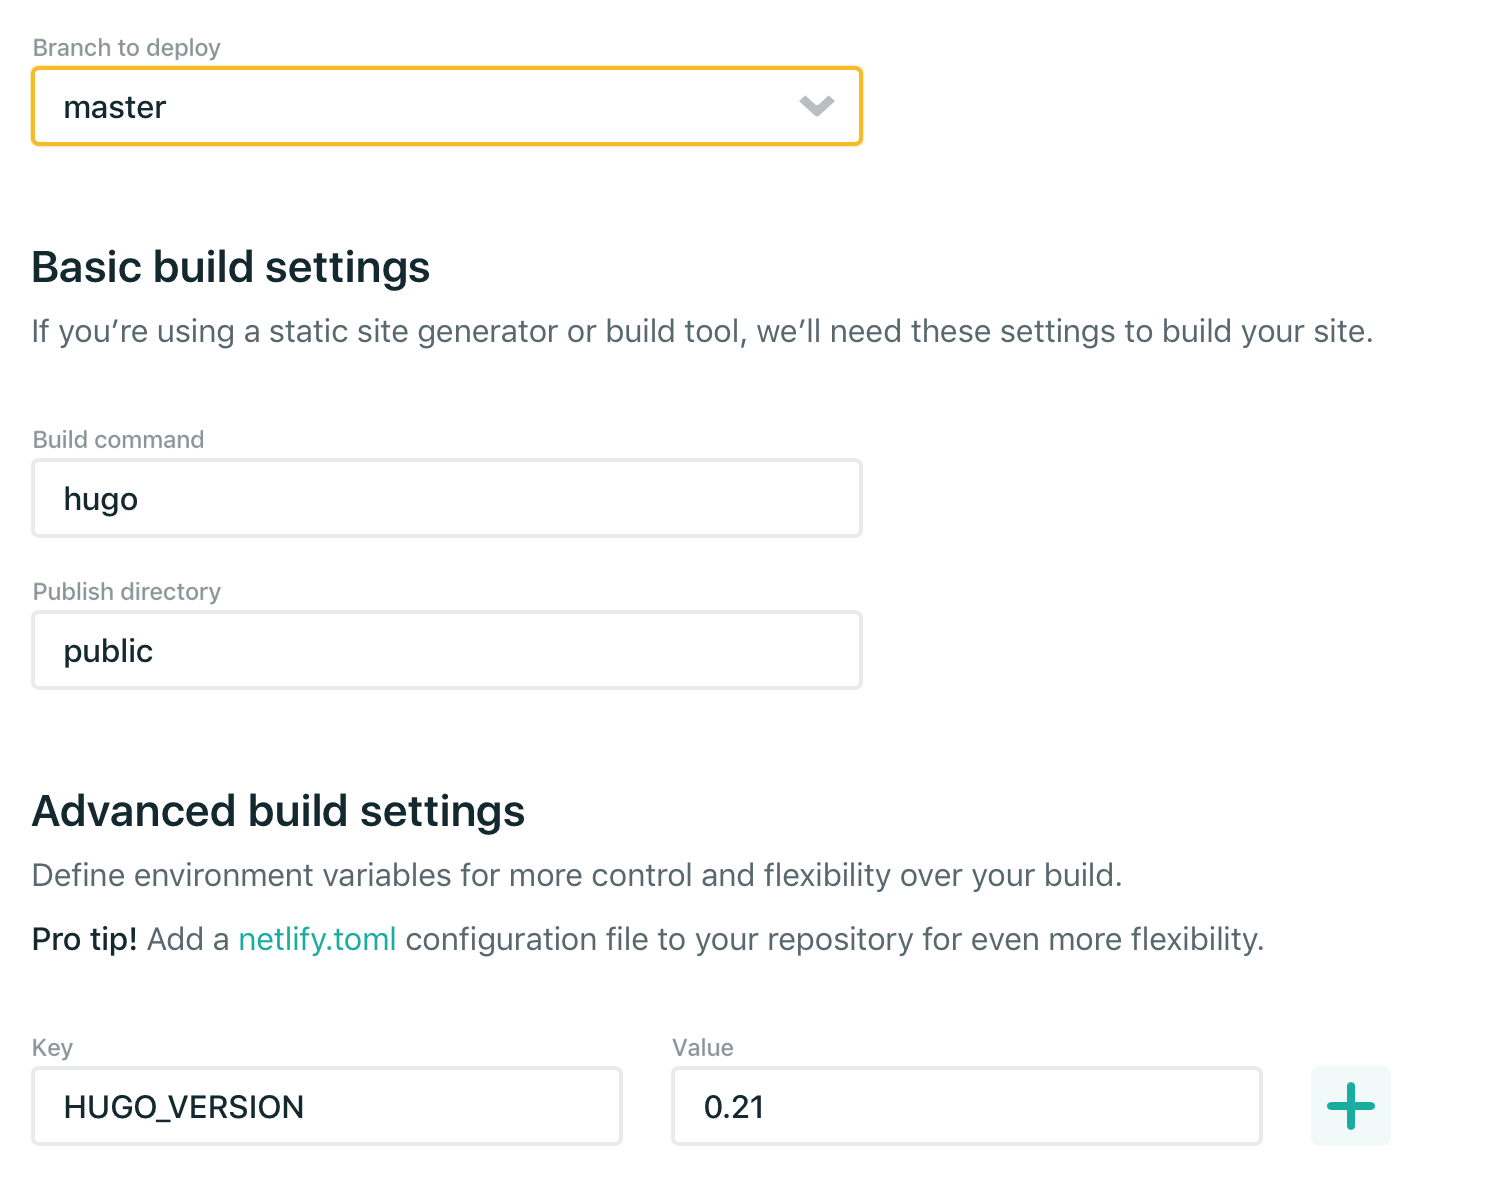 Branch to deploy
master
Basic build settings
If you’re using a static site generator or build tool, we’ll need these settings to build your site.
Build command
hugo
Publish directory
public
Advanced build settings
Define environment variables for more control and flexibility over your build.
Pro tip! Add a netlify.toml configuration file to your repository for even more flexibility.
Key Value
HUGO_VERSION 0.21